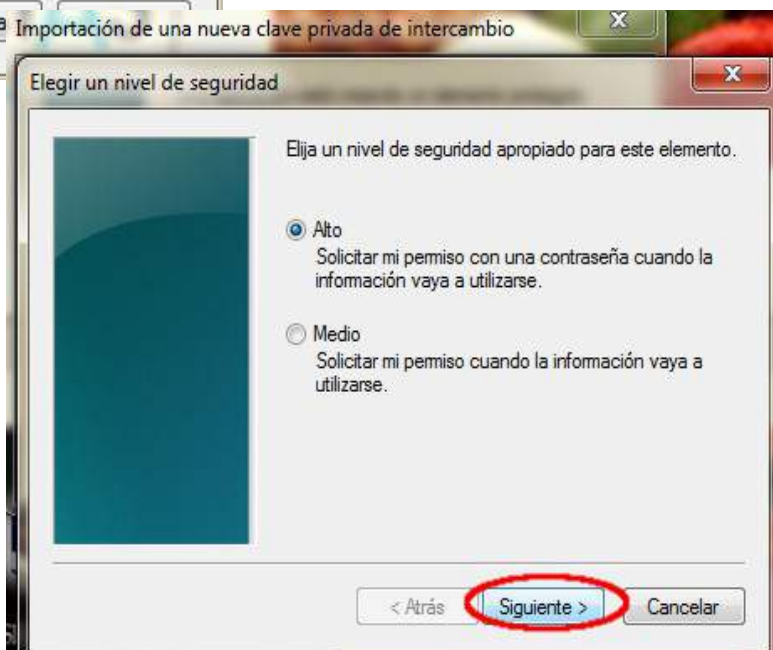 Importación de una nueva clave privada de intercambio
Elegir un nivel de seguridad
Elija un nivel de seguridad apropiado para este elemento.
Alto
Solicitar mi permiso con una contraseña cuando la
información vaya a utilizarse.
Medio
Solicitar mi permiso cuando la información vaya a
utilizarse.
< Atrás
Siguiente >
Cancelar